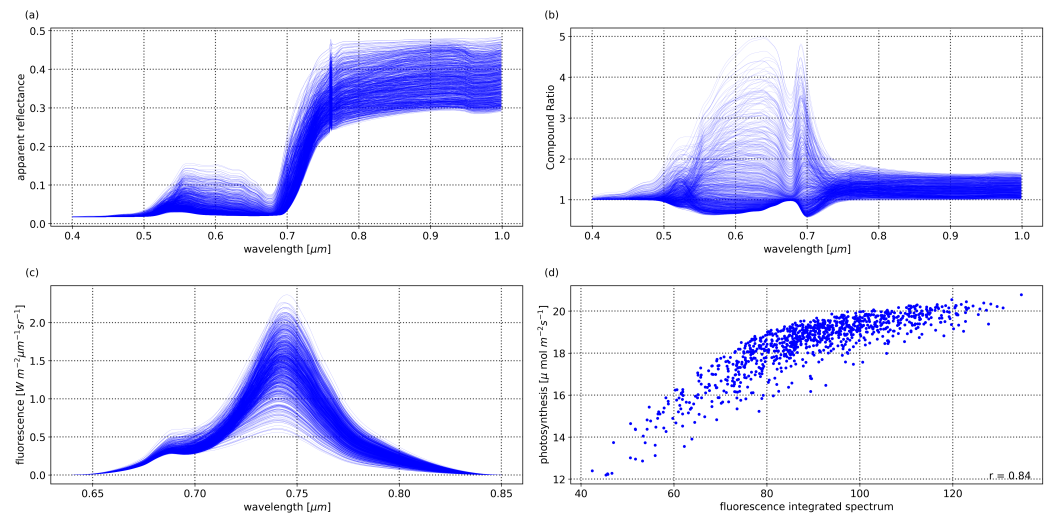 (a)
apparent reflectance
0.5
0.4
0.3
0.2
0.1
0.0
0.4 0.5 0.6 0.7 0.8 0.9 1.0
wavelength [μm]
(b)
Compound Ratio
5
4
3
2
1
0.4 0.5 0.6 0.7 0.8 0.9 1.0
wavelength [μm]
(c)
fluorescence [W m⁻²μm⁻¹sr⁻¹]
2.0
1.5
1.0
0.5
0.0
0.65 0.70 0.75 0.80 0.85
wavelength [μm]
(d)
photosynthesis [μ mol m⁻²s⁻¹]
20
18
16
14
12
r = 0.84
40 60 80 100 120
fluorescence integrated spectrum